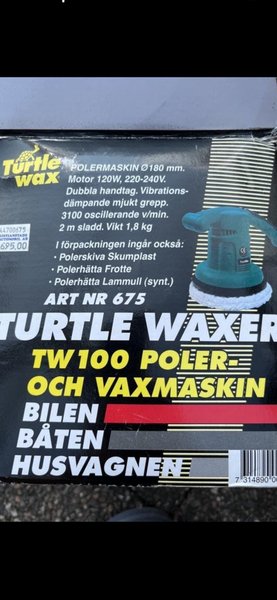 Turtle
wax
POLERMASKIN Ø 180 mm.
Motor 120W, 220-240V.
Dubbla handtag. Vibrations-
dämpande mjukt grepp.
3100 oscillerande v/min.
2 m sladd. Vikt 1,8 kg
I förpackningen ingår också:
• Polerskiva Skumplast
• Polerhätta Frotte
• Polerhätta Lammull (synt.)
ART NR 675
TURTLE WAXER
TW100 POLER-
OCH VAXMASKIN
BILEN
BÅTEN
HUSVAGNEN